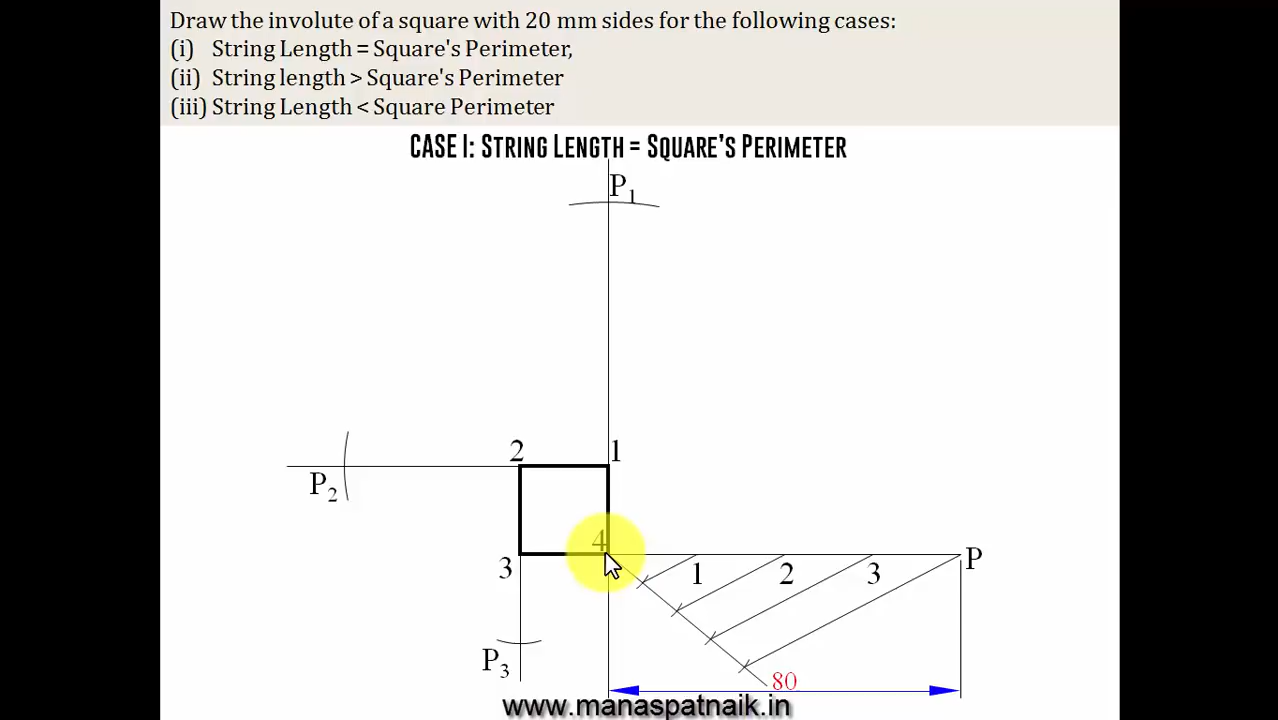 Draw the involute of a square with 20 mm sides for the following cases:
(i) String Length = Square's Perimeter,
(ii) String length > Square's Perimeter
(iii) String Length < Square Perimeter
CASE I: STRING LENGTH = SQUARE'S PERIMETER
P₁
2 1
P₂
4
3 1 2 3 P
P₃
80
www.manaspatnaik.in